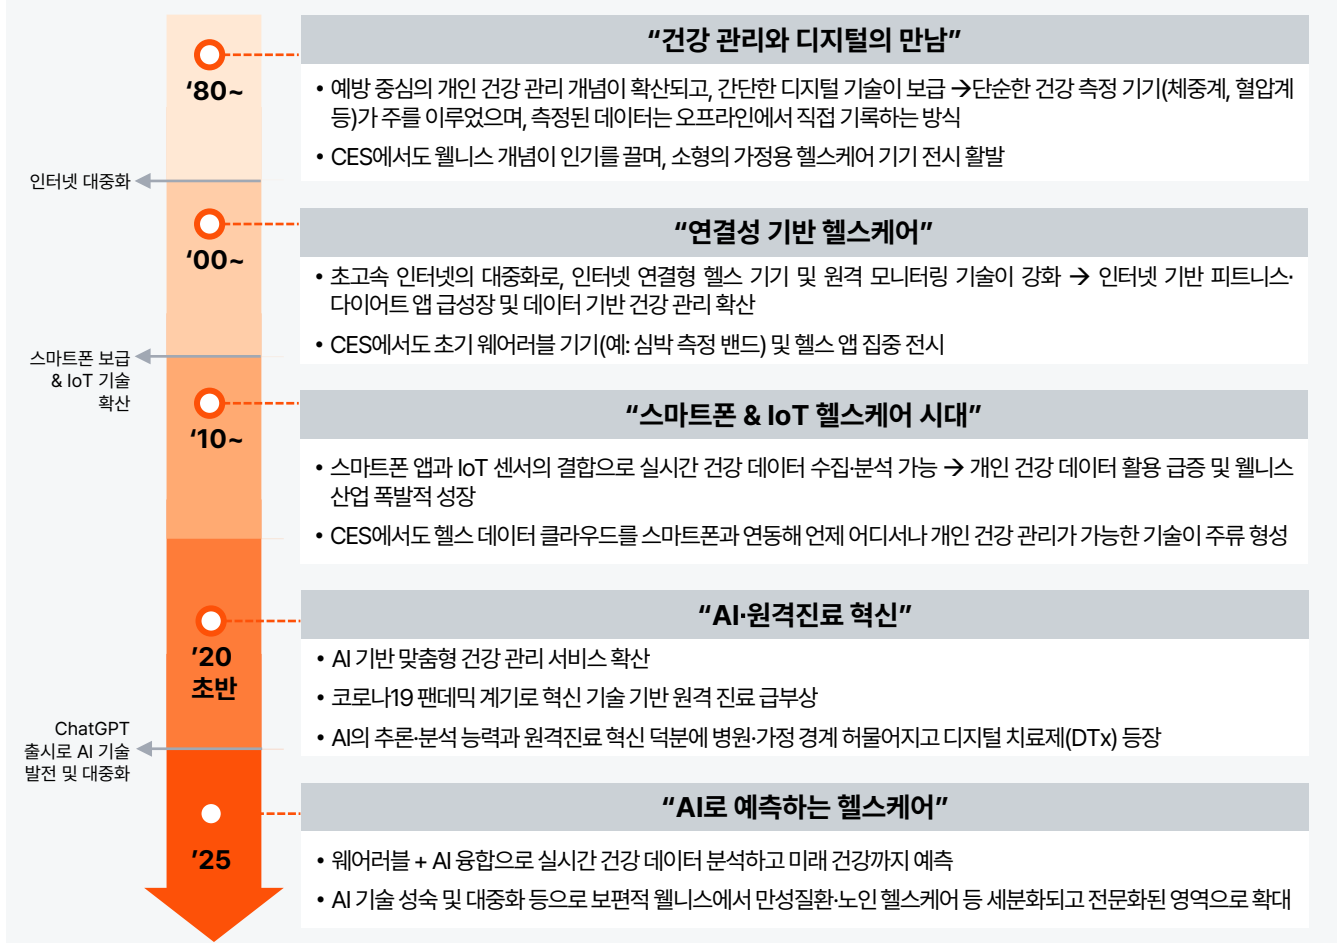 “건강 관리와 디지털의 만남”
‘80~
• 예방 중심의 개인 건강 관리 개념이 확산되고, 간단한 디지털 기술이 보급 →단순한 건강 측정 기기(체중계, 혈압계
등)가 주를 이루었으며, 측정된 데이터는 오프라인에서 직접 기록하는 방식
• CES에서도 웰니스 개념이 인기를 끌며, 소형의 가정용 헬스케어 기기 전시 활발
인터넷 대중화
“연결성 기반 헬스케어”
‘00~
• 초고속 인터넷의 대중화로, 인터넷 연결형 헬스 기기 및 원격 모니터링 기술이 강화 → 인터넷 기반 피트니스·
다이어트 앱 급성장 및 데이터 기반 건강 관리 확산
• CES에서도 초기 웨어러블 기기(예: 심박 측정 밴드) 및 헬스 앱 집중 전시
스마트폰 보급
& IoT 기술
확산
“스마트폰 & IoT 헬스케어 시대”
‘10~
• 스마트폰 앱과 IoT 센서의 결합으로 실시간 건강 데이터 수집·분석 가능 → 개인 건강 데이터 활용 급증 및 웰니스
산업 폭발적 성장
• CES에서도 헬스 데이터 클라우드를 스마트폰과 연동해 언제 어디서나 개인 건강 관리가 가능한 기술이 주류 형성
“AI·원격진료 혁신”
’20
초반
• AI 기반 맞춤형 건강 관리 서비스 확산
• 코로나19 팬데믹 계기로 혁신 기술 기반 원격 진료 급부상
• AI의 추론·분석 능력과 원격진료 혁신 덕분에 병원·가정 경계 허물어지고 디지털 치료제(DTx) 등장
ChatGPT
출시로 AI 기술
발전 및 대중화
“AI로 예측하는 헬스케어”
’25
• 웨어러블 + AI 융합으로 실시간 건강 데이터 분석하고 미래 건강까지 예측
• AI 기술 성숙 및 대중화 등으로 보편적 웰니스에서 만성질환·노인 헬스케어 등 세분화되고 전문화된 영역으로 확대